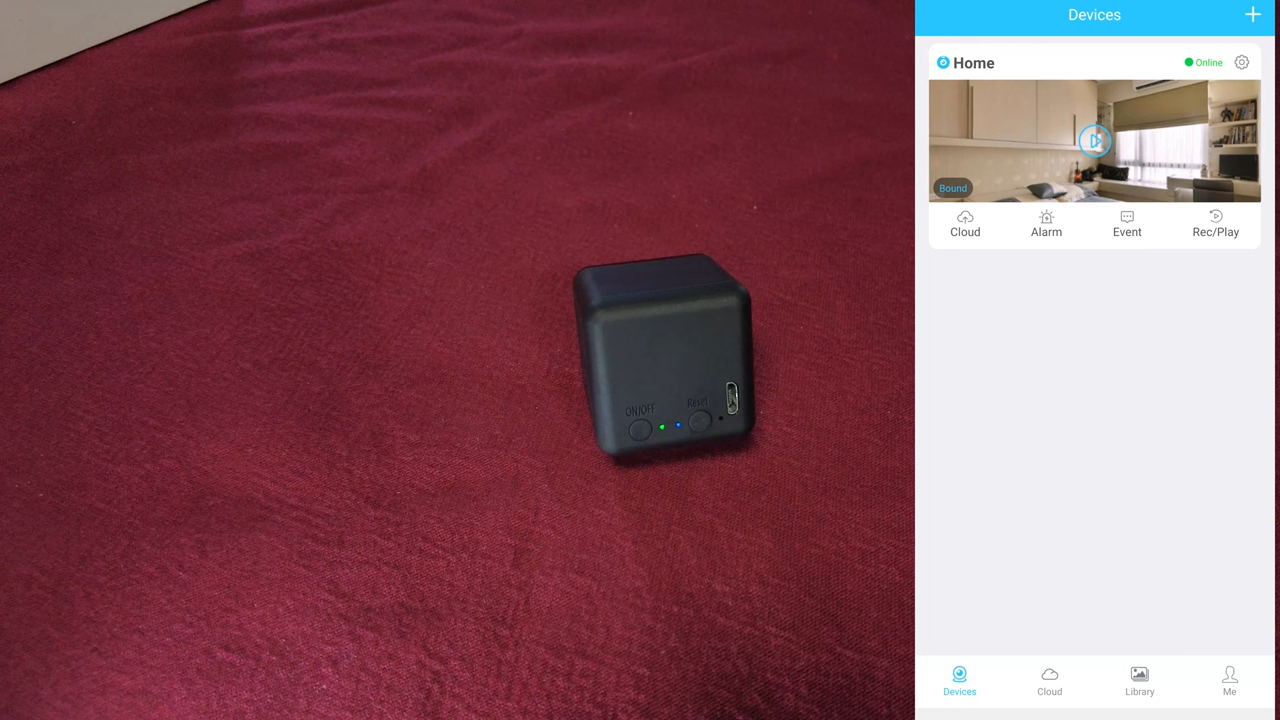 ON/OFF
Reset
Devices
Home
Online
Bound
Cloud
Alarm
Event
Rec/Play
Devices
Cloud
Library
Me